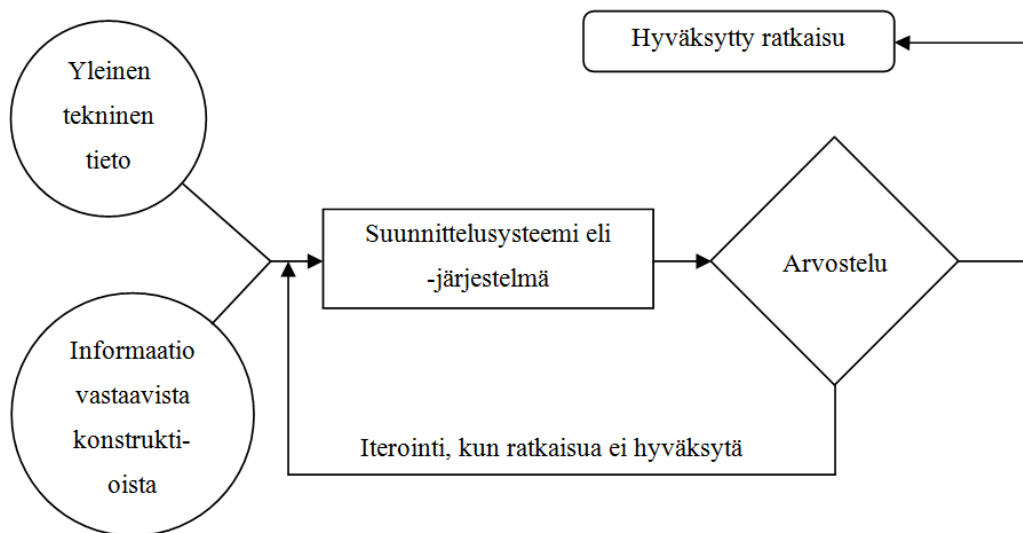 Yleinen
tekninen
tieto
Informaatio
vastaavista
konstrukti-
oista
Suunnittelusysteemi eli
-järjestelmä
Arvostelu
Hyväksytty ratkaisu
Iterointi, kun ratkaisua ei hyväksytä